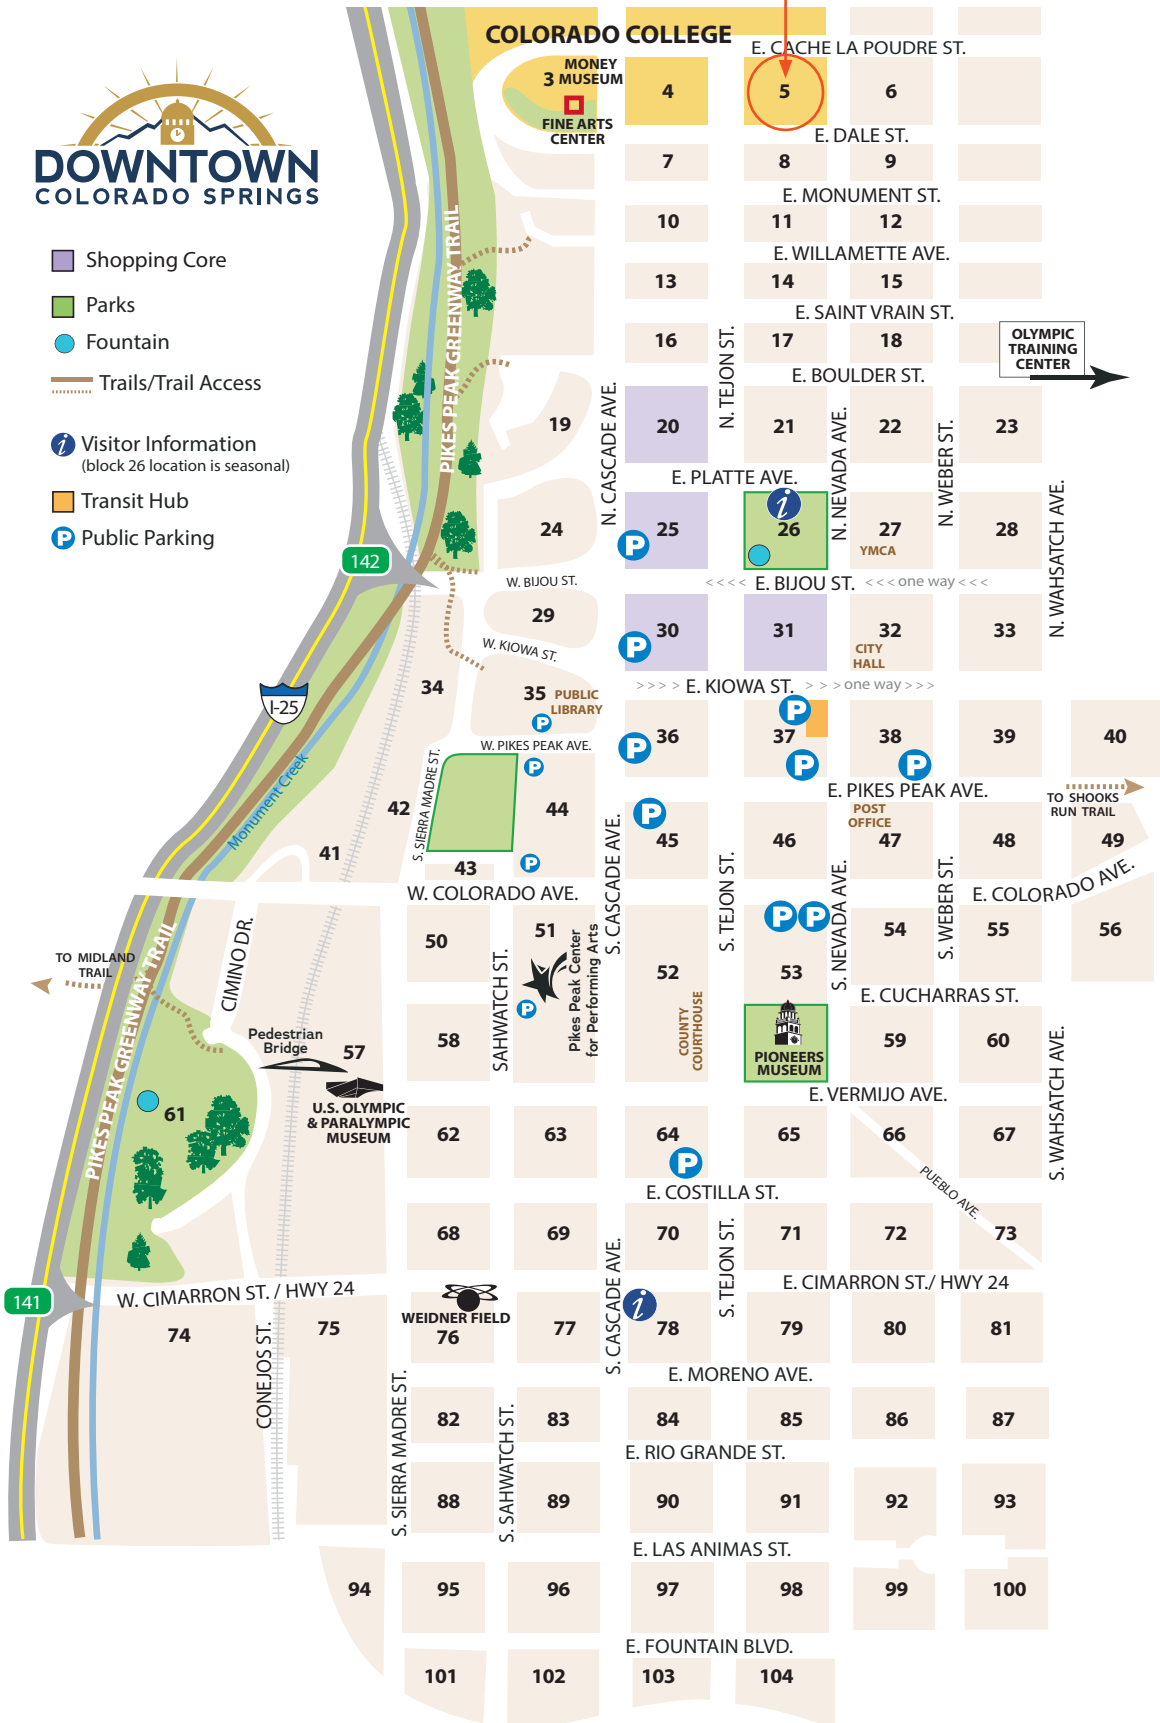 COLORADO COLLEGE
E. CACHE LA POUDRE ST.
3 MONEY
MUSEUM
FINE ARTS
CENTER
4
5
6
E. DALE ST.
DOWNTOWN
COLORADO SPRINGS
7
8
9
E. MONUMENT ST.
10
11
12
E. WILLAMETTE AVE.
Shopping Core
Parks
Fountain
Trails/Trail Access
i Visitor Information
(block 26 location is seasonal)
Transit Hub
P Public Parking
13
14
15
E. SAINT VRAIN ST.
16
17
18
OLYMPIC
TRAINING
CENTER
E. BOULDER ST.
PIKES PEAK GREENWAY TRAIL
N. CASCADE AVE.
N. TEJON ST.
N. NEVADA AVE.
N. WEBER ST.
N. WAHSATCH AVE.
19
20
21
22
23
E. PLATTE AVE.
24
25
P
i
26
27
YMCA
28
142
W. BIJOU ST.
<<<< E. BIJOU ST. <<< one way <<<
29
30
P
31
32
CITY
HALL
33
W. KIOWA ST.
>>>> E. KIOWA ST. >>> one way >>>
I-25
34
35 PUBLIC
LIBRARY
P
36
P
37
P
P
38
P
39
40
W. PIKES PEAK AVE.
E. PIKES PEAK AVE.
TO SHOOKS
RUN TRAIL
Monument Creek
S. SIERRA MADRE ST.
41
42
43
P
44
P
P
45
46
POST
OFFICE
47
48
49
S. CASCADE AVE.
S. TEJON ST.
S. NEVADA AVE.
S. WEBER ST.
W. COLORADO AVE.
E. COLORADO AVE.
TO MIDLAND
TRAIL
PIKES PEAK GREENWAY TRAIL
CIMINO DR.
50
SAHWATCH ST.
51
Pikes Peak Center
for Performing Arts
P
52
COUNTY
COURTHOUSE
P P
53
54
55
56
E. CUCHARRAS ST.
Pedestrian
Bridge
57
58
PIONEERS
MUSEUM
59
60
S. WAHSATCH AVE.
U.S. OLYMPIC
& PARALYMPIC
MUSEUM
E. VERMIJO AVE.
61
62
63
64
P
65
66
67
PUEBLO AVE.
E. COSTILLA ST.
68
69
70
71
72
73
S. CASCADE AVE.
S. TEJON ST.
141
W. CIMARRON ST. / HWY 24
E. CIMARRON ST./ HWY 24
WEIDNER FIELD
74
75
76
77
i
78
79
80
81
CONEJOS ST.
E. MORENO AVE.
S. SIERRA MADRE ST.
S. SAHWATCH ST.
82
83
84
85
86
87
E. RIO GRANDE ST.
88
89
90
91
92
93
E. LAS ANIMAS ST.
94
95
96
97
98
99
100
E. FOUNTAIN BLVD.
101
102
103
104